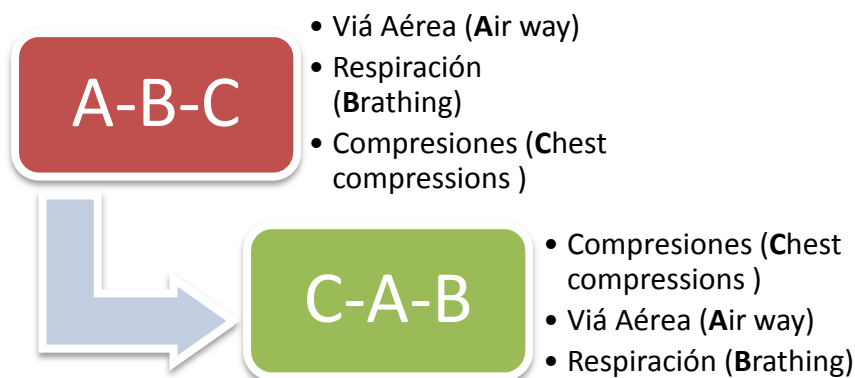 A-B-C
• Viá Aérea (Air way)
• Respiración
(Brathing)
• Compresiones (Chest
compressions )
C-A-B
• Compresiones (Chest
compressions )
• Viá Aérea (Air way)
• Respiración (Brathing)